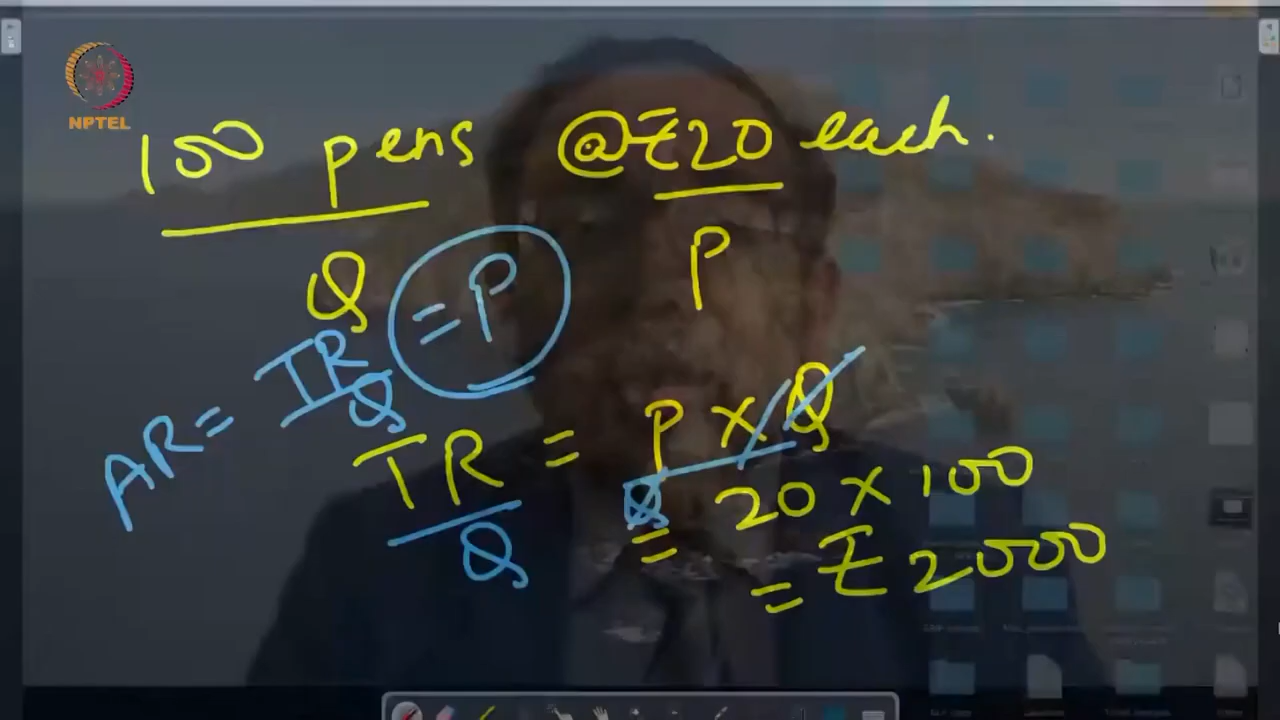 NPTEL
100 pens @ ₹20 each.
Q P
AR = TR/Q = P
TR/Q = P x Q/Q
= 20 x 100
= ₹2000